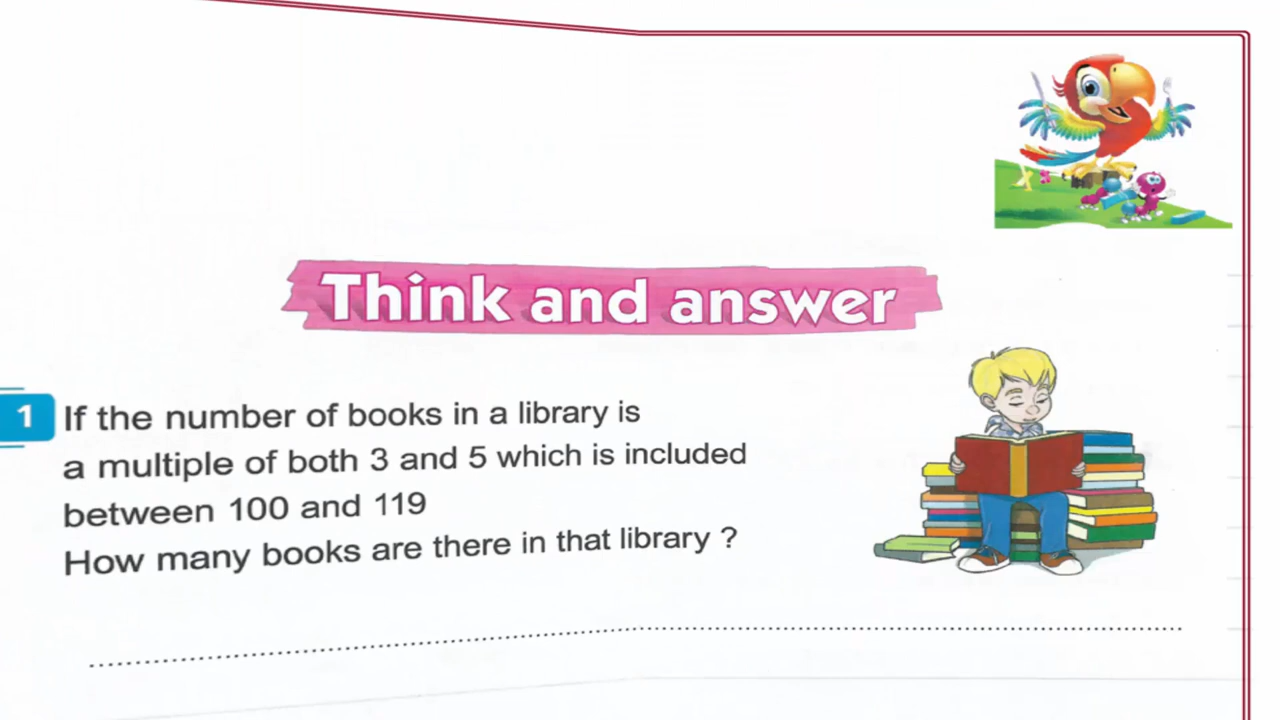 Think and answer
1 If the number of books in a library is
a multiple of both 3 and 5 which is included
between 100 and 119
How many books are there in that library ?